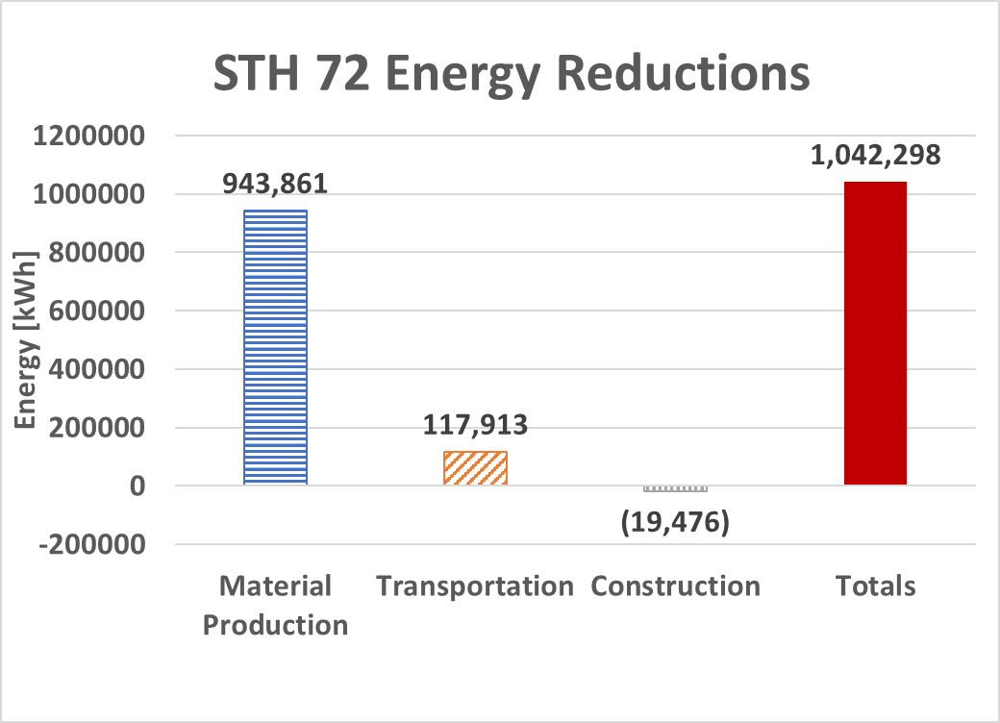 STH 72 Energy Reductions
Energy [kWh]
1200000
1000000
800000
600000
400000
200000
0
-200000
943,861
117,913
(19,476)
1,042,298
Material
Production
Transportation
Construction
Totals